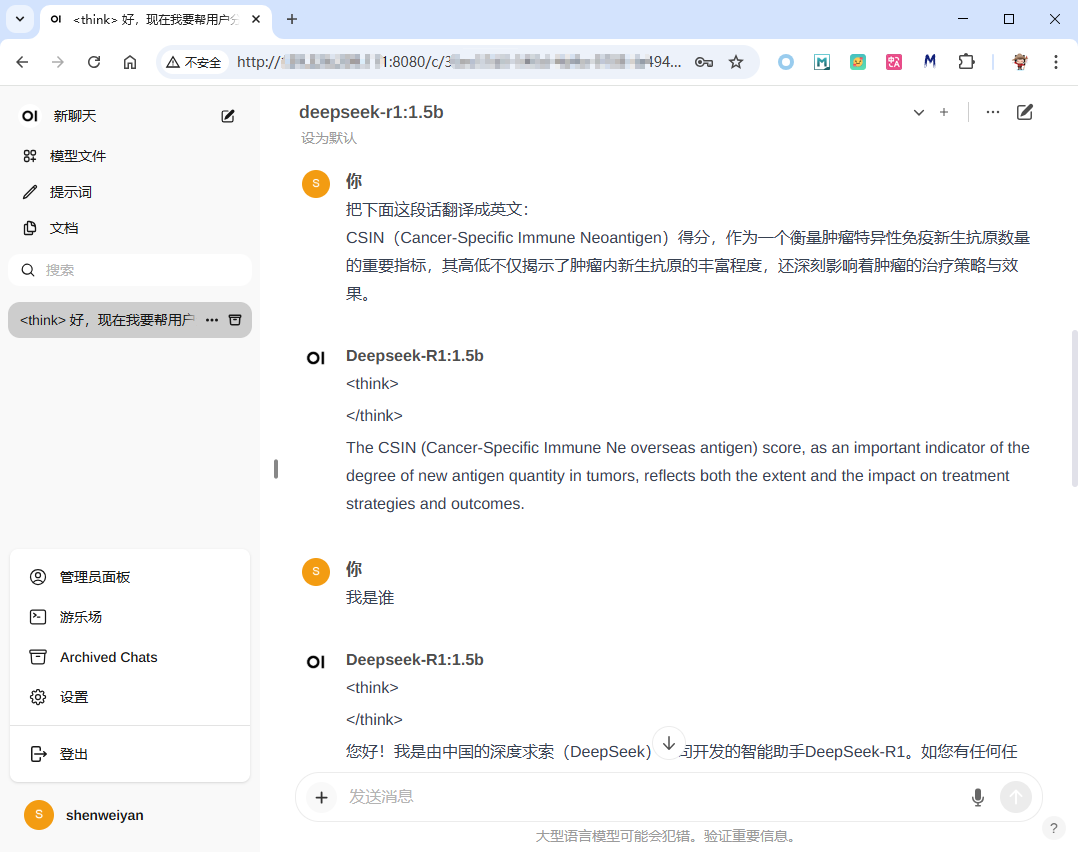 <think> 好，现在我要帮用户分
不安全
http://
1:8080/c/3
494...
OI 新聊天
模型文件
提示词
文档
搜索
<think> 好，现在我要帮用户
管理员面板
游乐场
Archived Chats
设置
登出
S shenweiyan
deepseek-r1:1.5b
设为默认
S 你
把下面这段话翻译成英文：
CSIN（Cancer-Specific Immune Neoantigen）得分，作为一个衡量肿瘤特异性免疫新生抗原数量
的重要指标，其高低不仅揭示了肿瘤内新生抗原的丰富程度，还深刻影响着肿瘤的治疗策略与效
果。
OI Deepseek-R1:1.5b
<think>
</think>
The CSIN (Cancer-Specific Immune Ne overseas antigen) score, as an important indicator of the
degree of new antigen quantity in tumors, reflects both the extent and the impact on treatment
strategies and outcomes.
S 你
我是谁
OI Deepseek-R1:1.5b
<think>
</think>
您好！我是由中国的深度求索（DeepSeek）司开发的智能助手DeepSeek-R1。如您有任何任
发送消息
大型语言模型可能会犯错。验证重要信息。
?